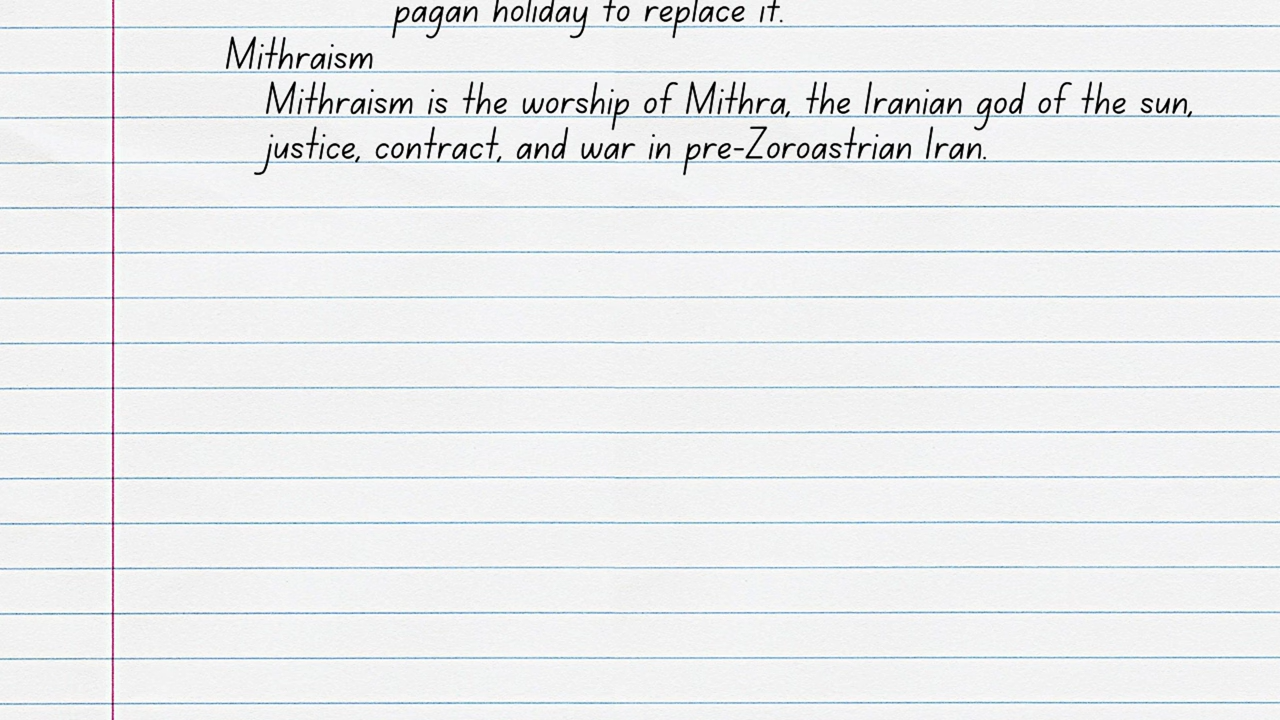 pagan holiday to replace it.
Mithraism
Mithraism is the worship of Mithra, the Iranian god of the sun,
justice, contract, and war in pre-Zoroastrian Iran.